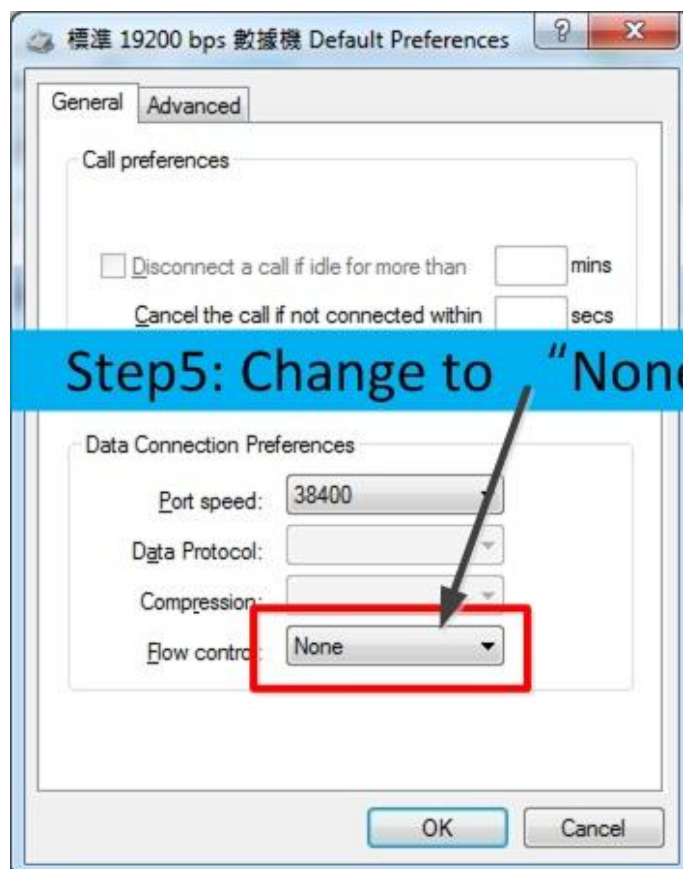 標準 19200 bps 數據機 Default Preferences
General
Advanced
Call preferences
Disconnect a call if idle for more than mins
Cancel the call if not connected within secs
Step5: Change to “None
Data Connection Preferences
Port speed: 38400
Data Protocol:
Compression:
Flow control: None
OK
Cancel